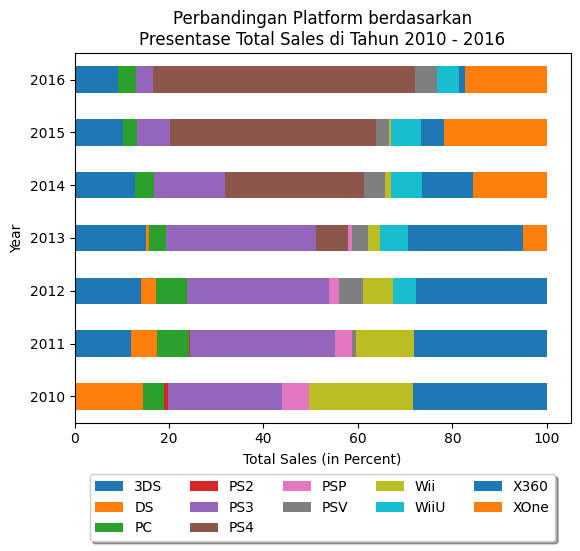 Perbandingan Platform berdasarkan
Presentase Total Sales di Tahun 2010 - 2016
Year
2016
2015
2014
2013
2012
2011
2010
0 20 40 60 80 100
Total Sales (in Percent)
3DS PS2 PSP Wii X360
DS PS3 PSV WiiU XOne
PC PS4